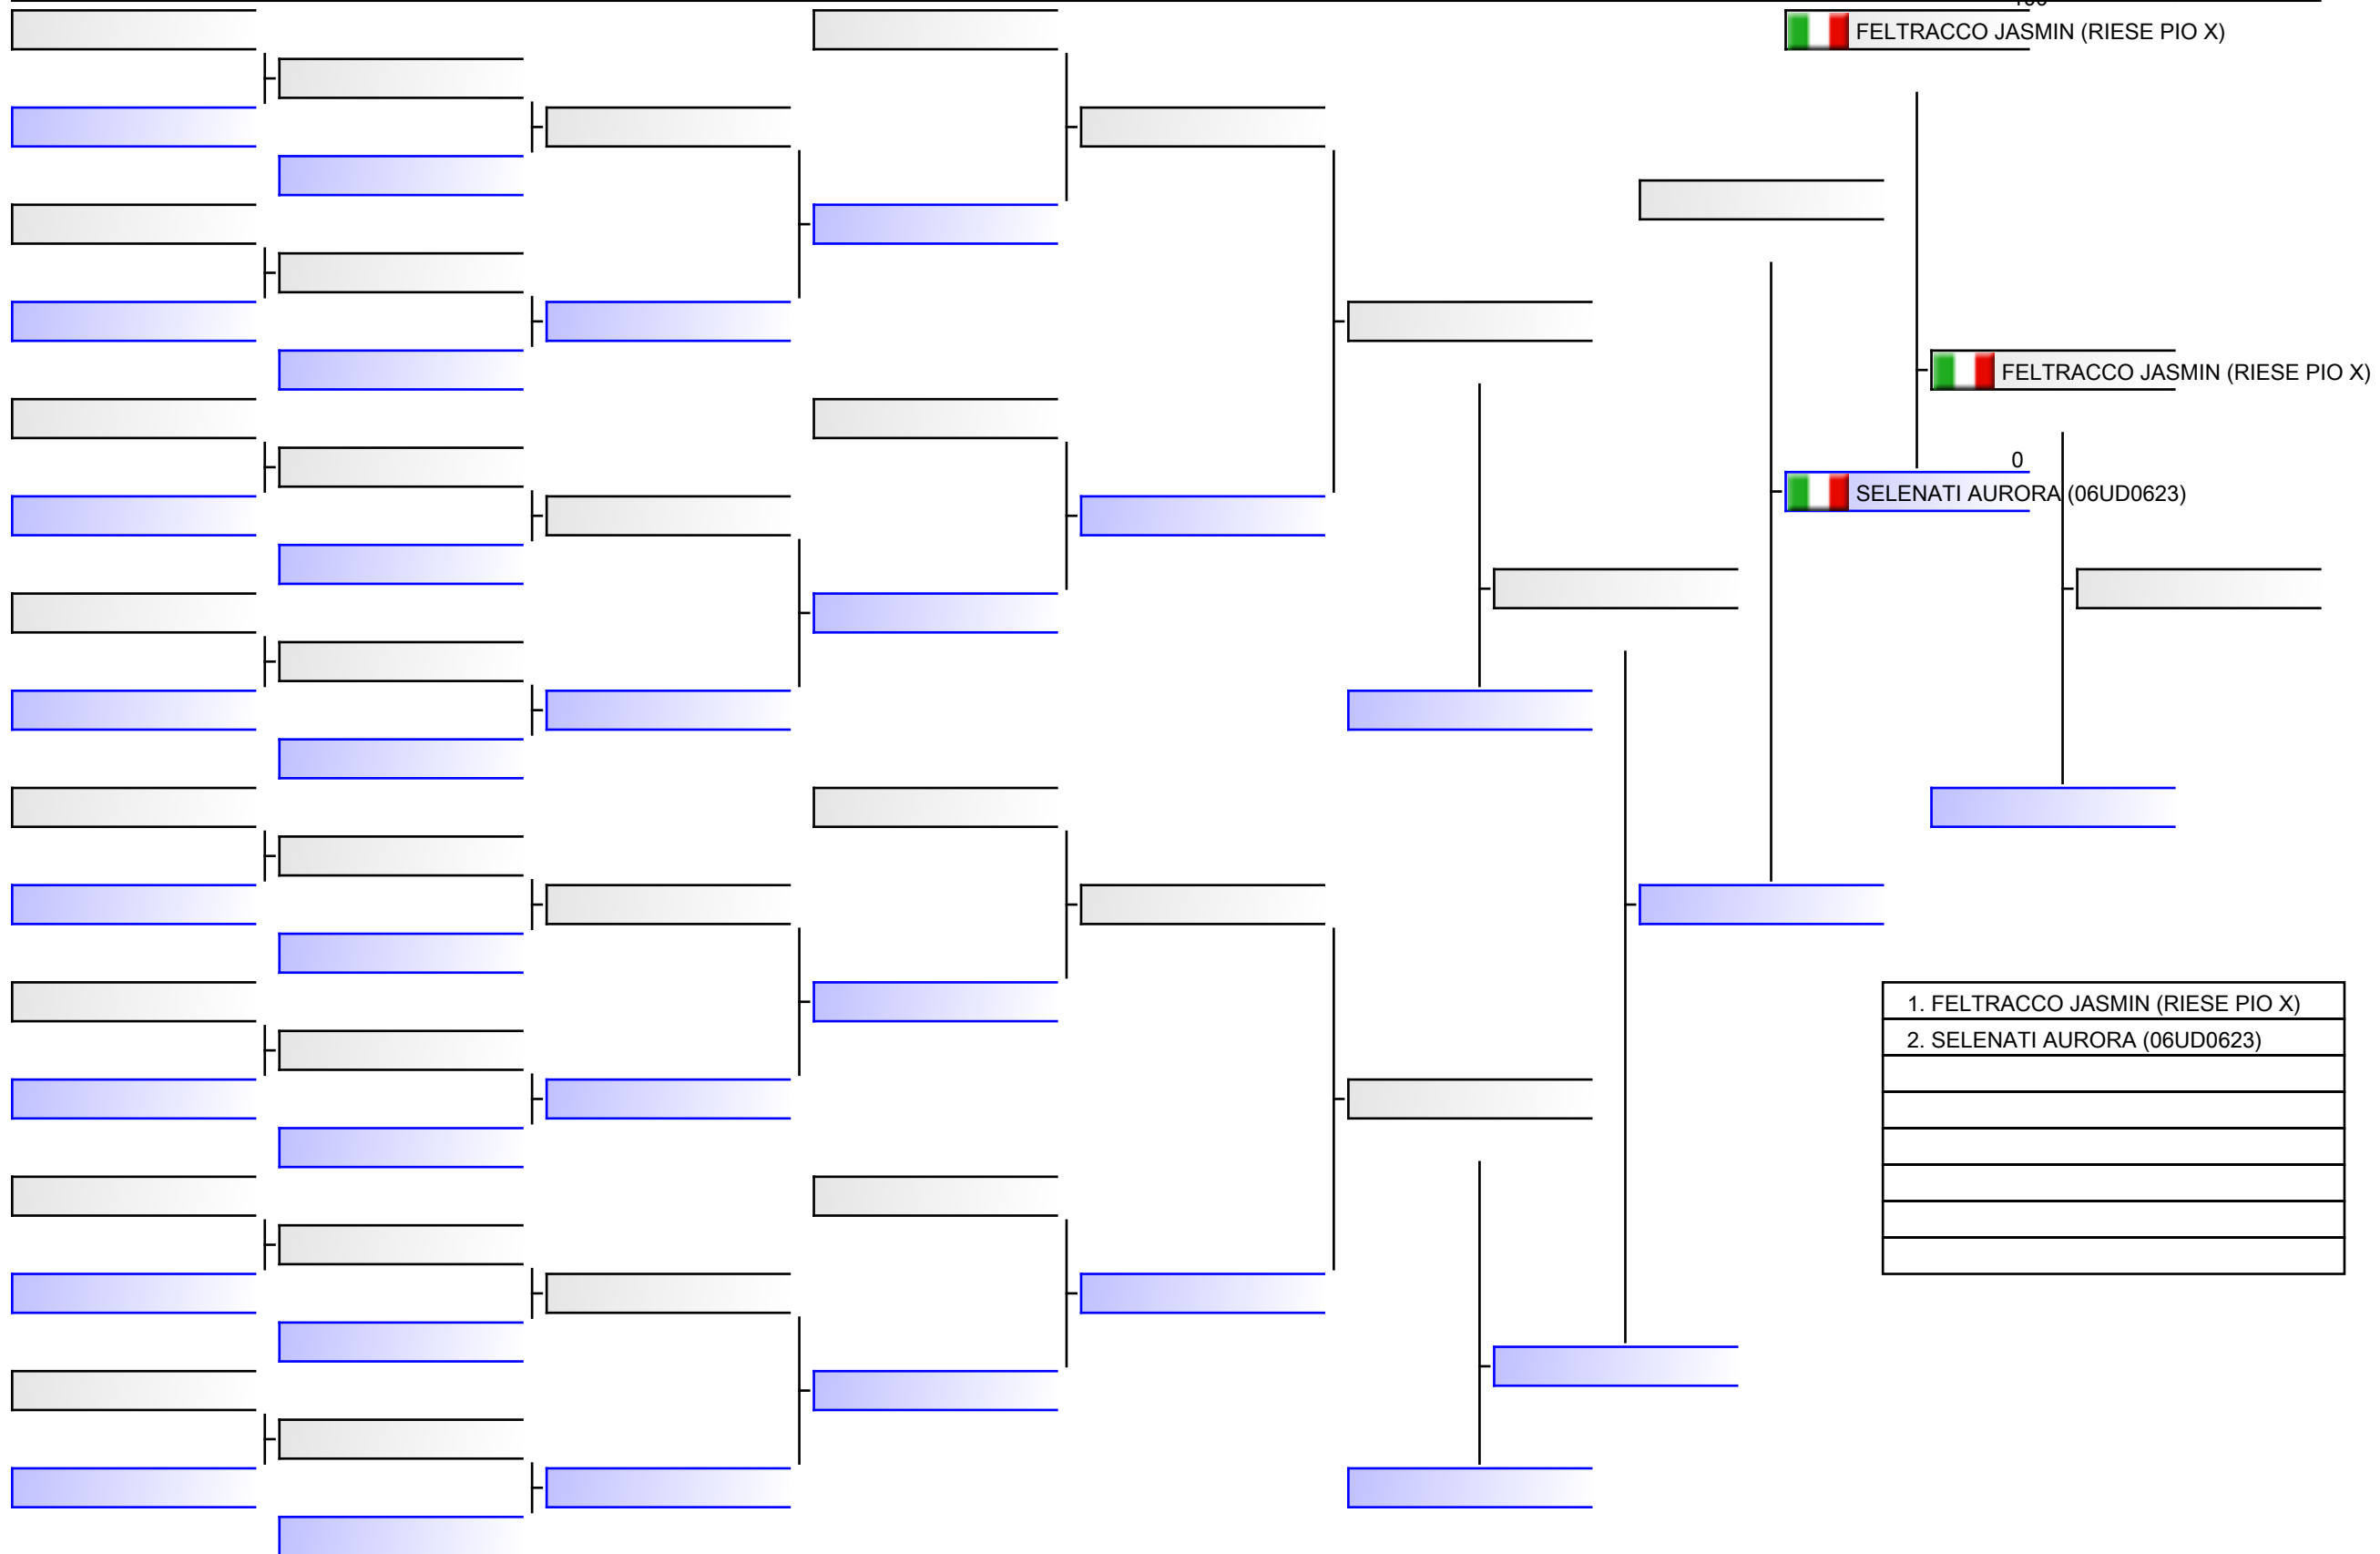 FELTRACCO JASMIN (RIESE PIO X)
FELTRACCO JASMIN (RIESE PIO X)
0
SELENATI AURORA (06UD0623)
1. FELTRACCO JASMIN (RIESE PIO X)
2. SELENATI AURORA (06UD0623)